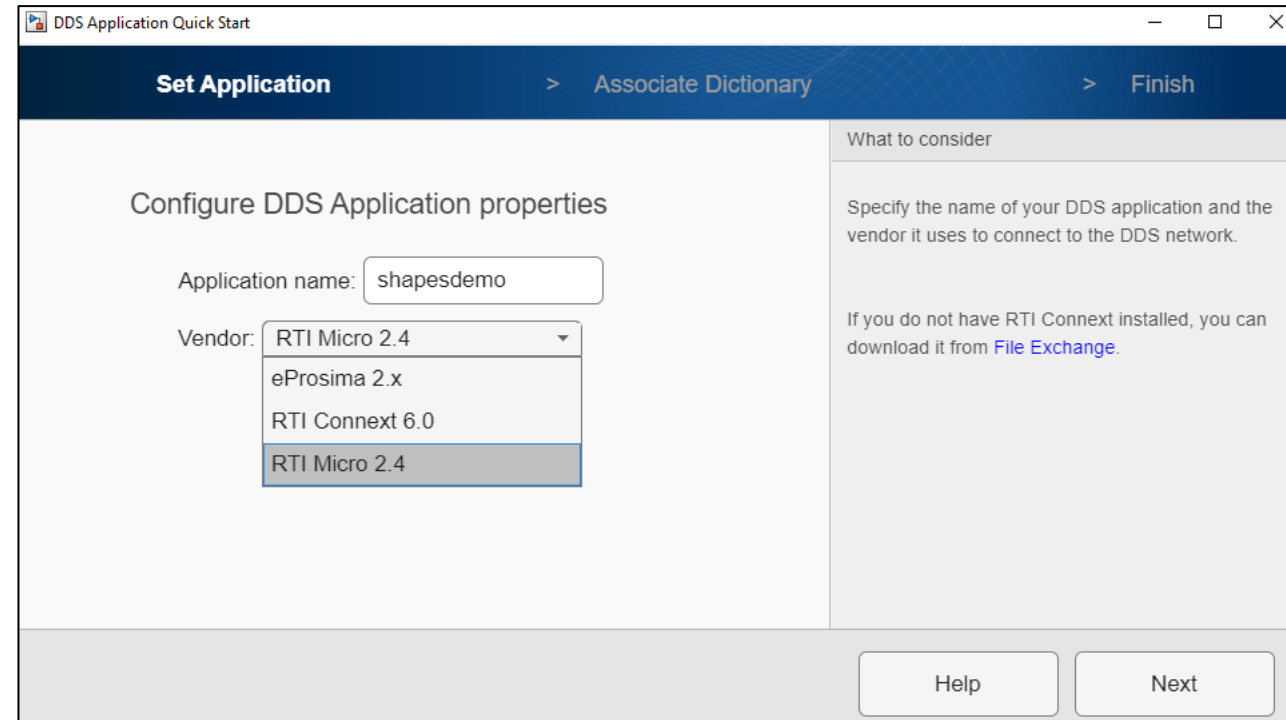 DDS Application Quick Start
Set Application > Associate Dictionary > Finish
Configure DDS Application properties
Application name: shapesdemo
Vendor: RTI Micro 2.4
eProsima 2.x
RTI Connext 6.0
RTI Micro 2.4
What to consider
Specify the name of your DDS application and the
vendor it uses to connect to the DDS network.
If you do not have RTI Connext installed, you can
download it from File Exchange.
Help
Next